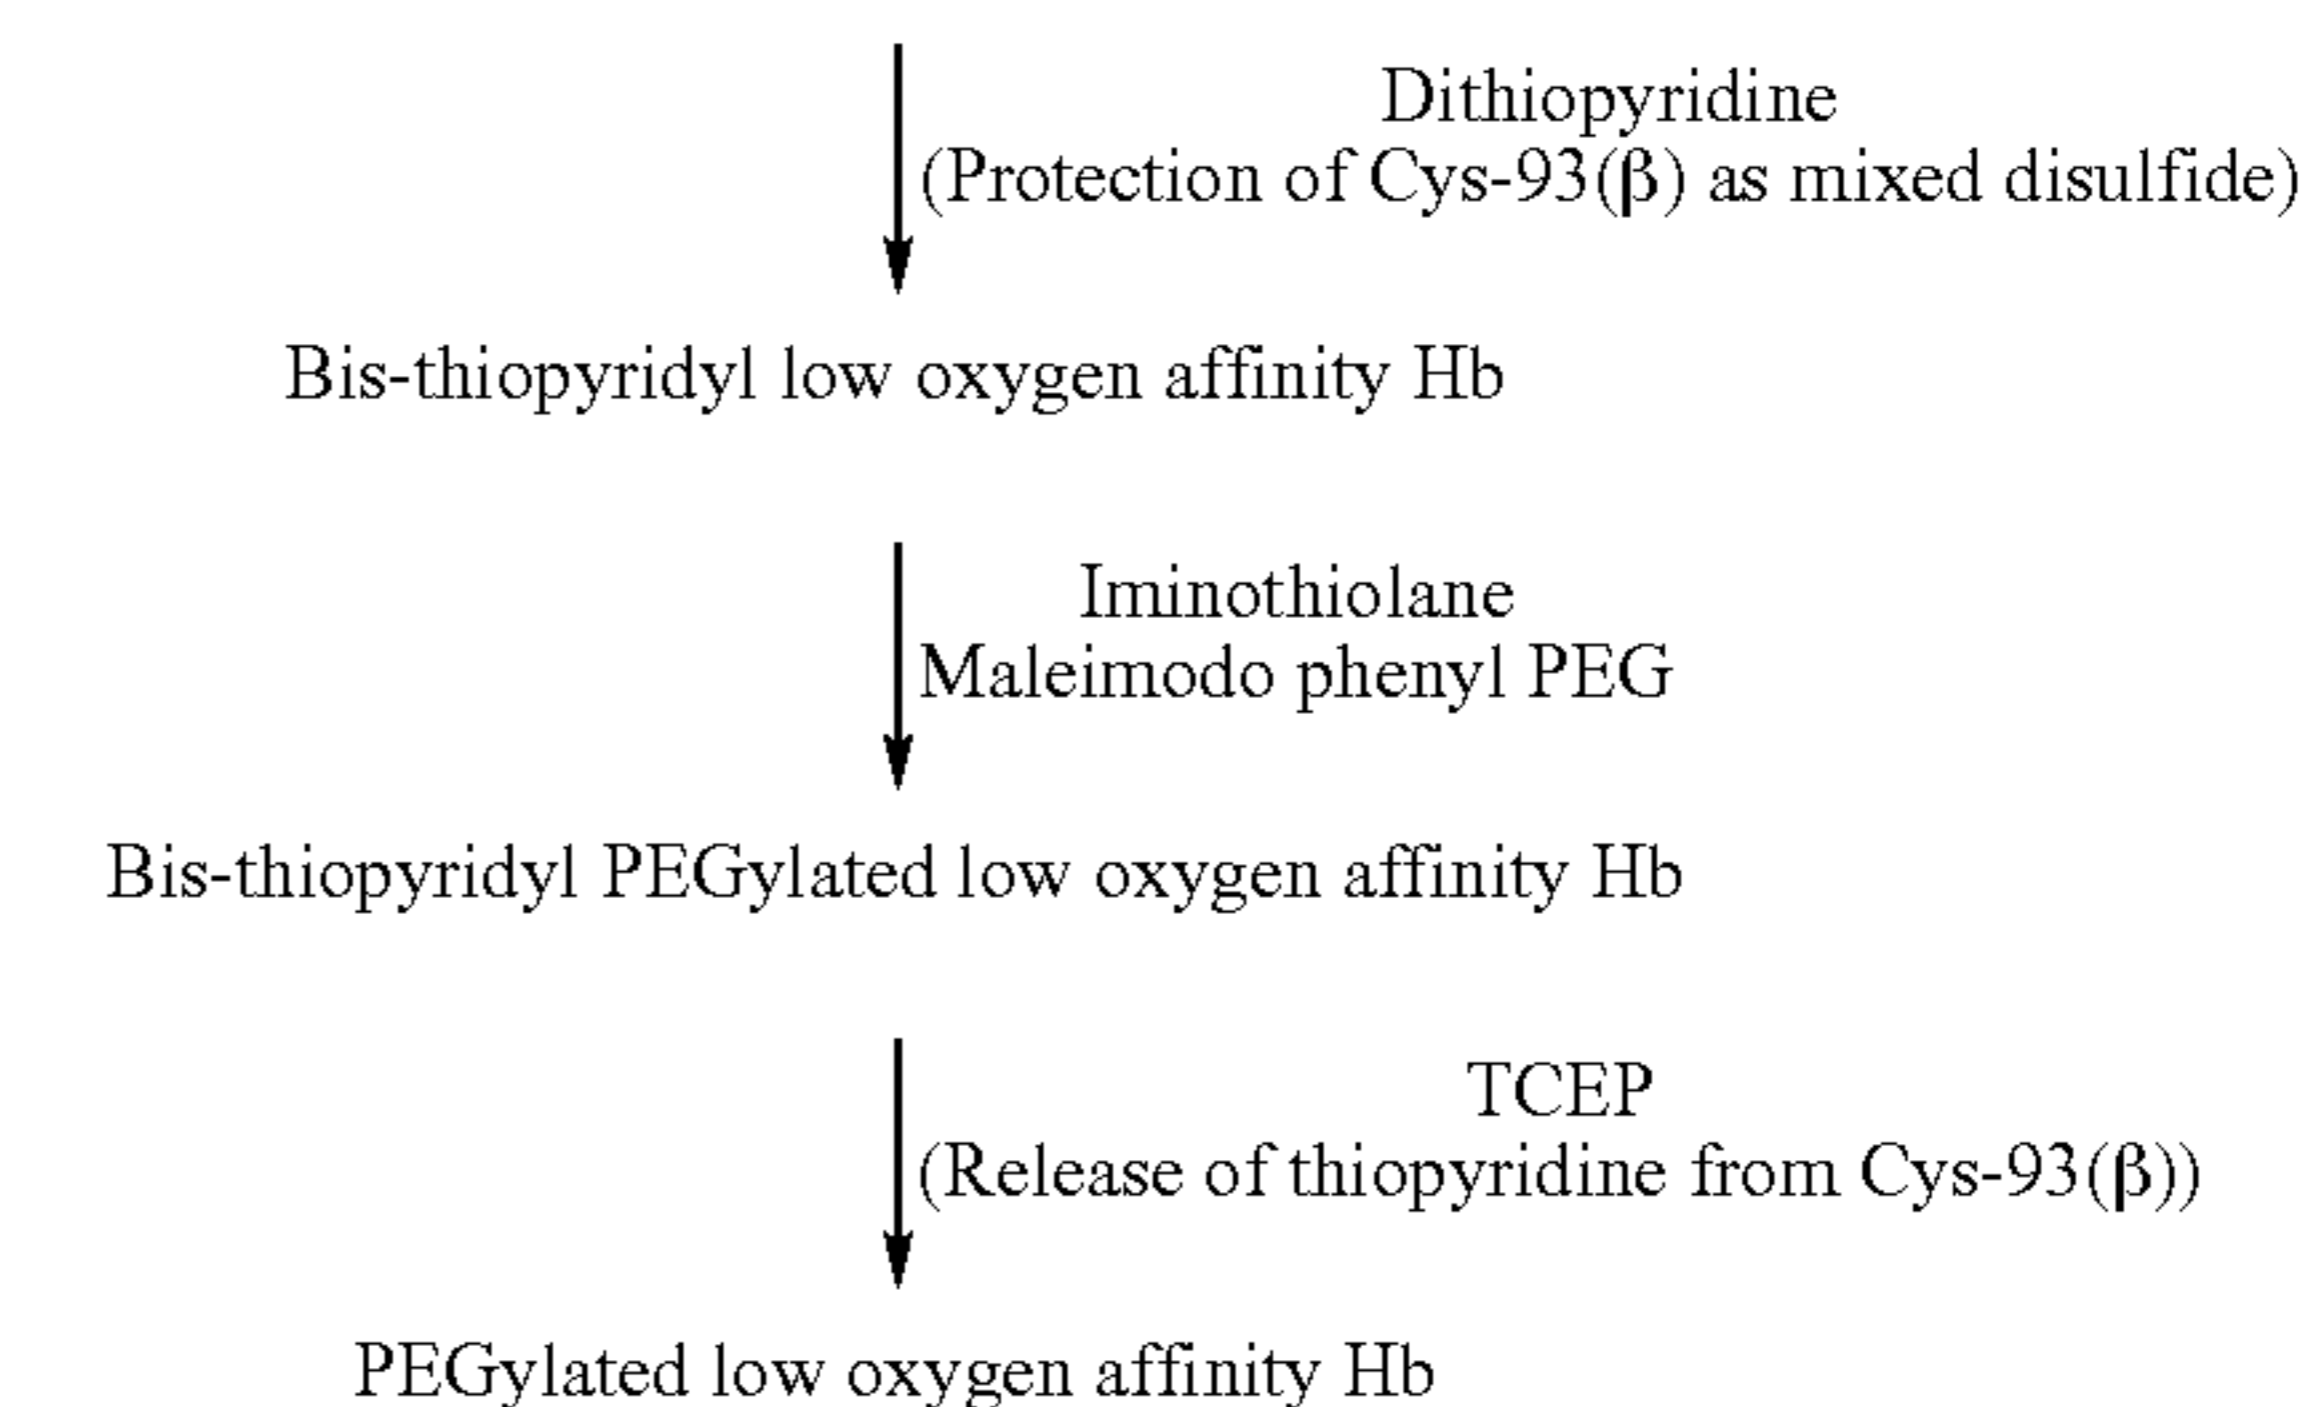 Dithiopyridine
(Protection of Cys-93(β) as mixed disulfide)
Bis-thiopyridyl low oxygen affinity Hb
Iminothiolane
Maleimodo phenyl PEG
Bis-thiopyridyl PEGylated low oxygen affinity Hb
TCEP
(Release of thiopyridine from Cys-93(β))
PEGylated low oxygen affinity Hb